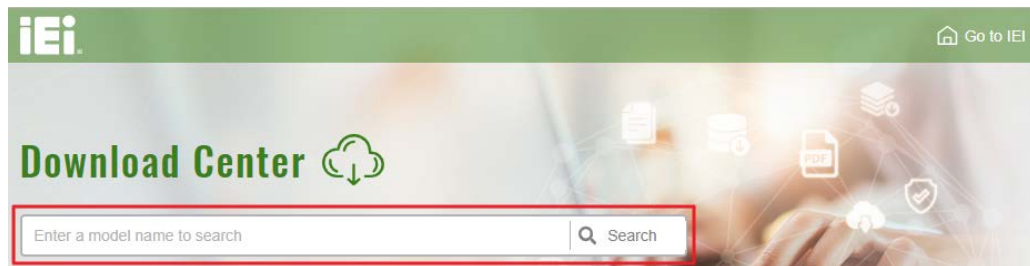 iEi.
Go to IEI
Download Center
Enter a model name to search
Search
PDF